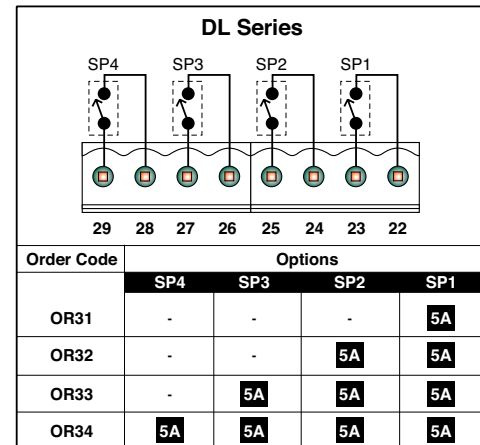 DL Series
SP4 SP3 SP2 SP1
29 28 27 26 25 24 23 22
Order Code Options
SP4 SP3 SP2 SP1
OR31 - - - 5A
OR32 - - 5A 5A
OR33 - 5A 5A 5A
OR34 5A 5A 5A 5A